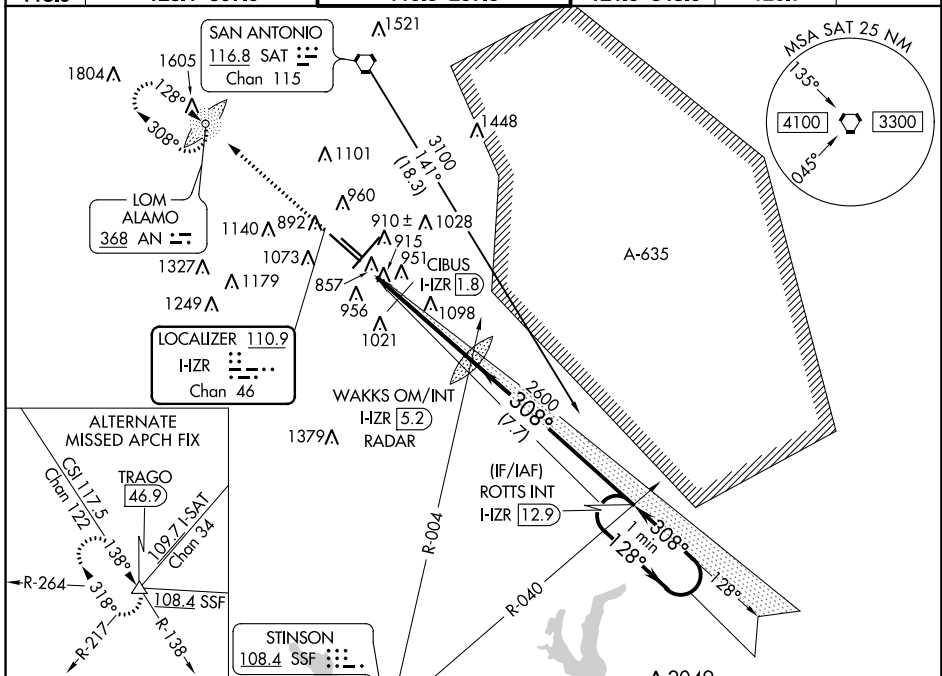 1521
SAN ANTONIO
116.8 SAT
Chan 115
MSA SAT 25 NM
135°
4100
3300
045°
1804
1605
128°
308°
1448
3100
141°
(18.3)
1101
LOM
ALAMO
368 AN
960
1140
892
910 ±
1028
915
1073
951
A-635
1327
1179
857
CIBUS
I-IZR 1.8
1249
956
1098
1021
LOCALIZER 110.9
I-IZR
Chan 46
WAKKS OM/INT
I-IZR 5.2
RADAR
2600
308°
(7.7)
1379
ALTERNATE
MISSED APCH FIX
TRAGO
46.9
CSI 117.5
Chan 122
109.7 I-SAT
Chan 34
138°
318°
R-264
108.4 SSF
R-217
R-138
(IF/IAF)
ROTTS INT
I-IZR 12.9
R-004
R-040
1 min
308°
128°
128°
STINSON
108.4 SSF